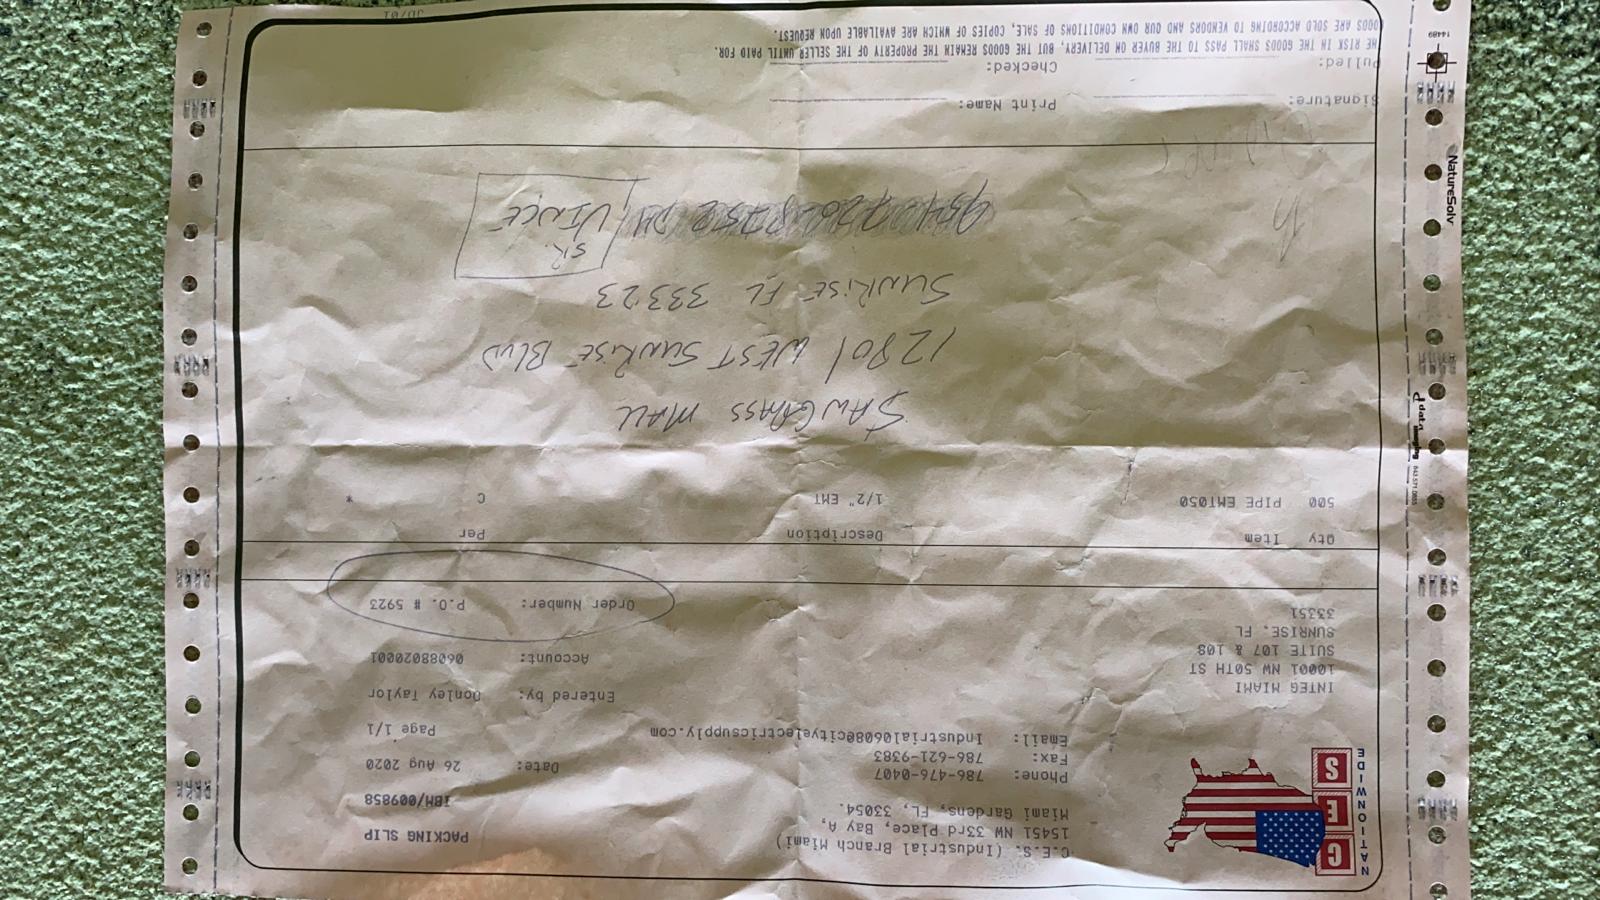 NATIONWIDE
CES
C.E.S. (Industrial Branch Miami)
15451 NW 33rd Place, Bay A,
Miami Gardens, FL, 33054.
Phone: 786-476-0407
Fax: 786-621-9383
Email: Industrial0608@cityelectricsupply.com
PACKING SLIP
IBM/009858
Date: 26 Aug 2020
Page 1/1
Entered by: Donley Taylor
Account: 06088020001
Order Number: P.O. # 5923
INTEG MIAMI
10001 NW 50TH ST
SUITE 107 & 108
SUNRISE, FL
33351
Qty Item Description Per
500 PIPE EMT050 1/2" EMT C *
SAWGRASS MALL
12801 WEST SUNRISE BLVD
SUNRISE FL 33323
SR.
VINCE
Signature: Print Name:
Pulled: Checked:
HE RISK IN THE GOODS SHALL PASS TO THE BUYER ON DELIVERY, BUT THE GOODS REMAIN THE PROPERTY OF THE SELLER UNTIL PAID FOR.
OODS ARE SOLD ACCORDING TO VENDORS AND OUR OWN CONDITIONS OF SALE, COPIES OF WHICH ARE AVAILABLE UPON REQUEST.
NatureSolv
14489